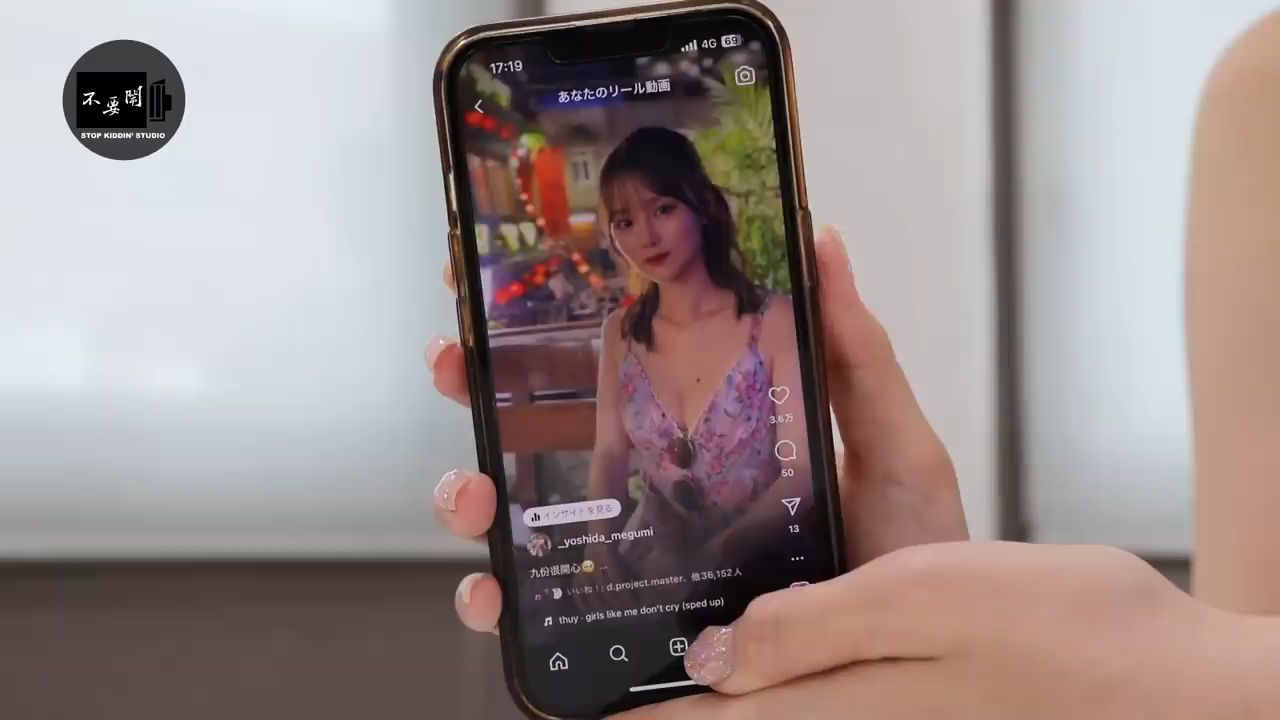 不要鬧
STOP KIDDIN' STUDIO
17:19
4G 69
あなたのリール動画
3.6万
50
13
インサイトを見る
_yoshida_megumi
九份很開心
いいね！: d.project.master、他36,152人
thuy · girls like me don't cry (sped up)